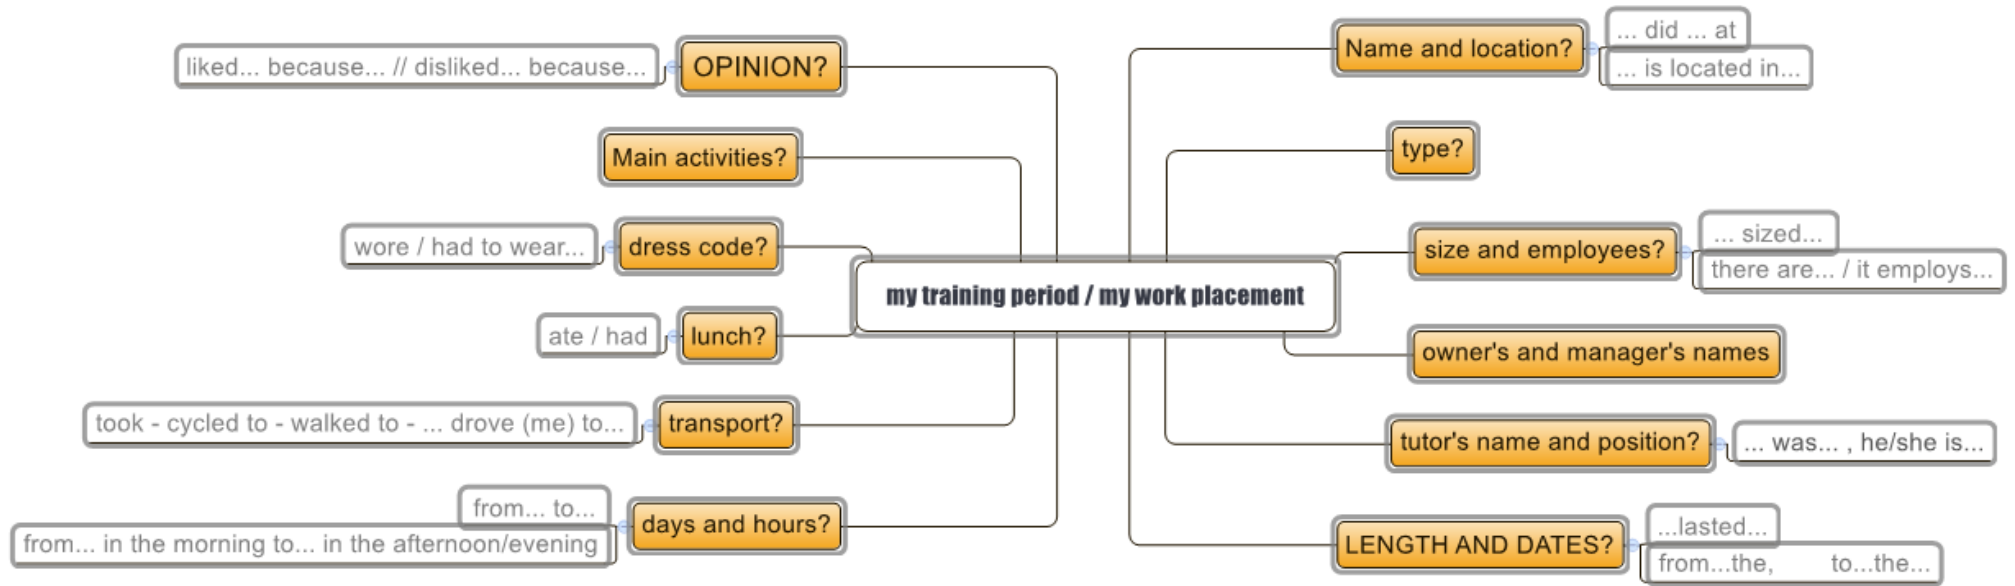 my training period / my work placement
Name and location?
... did ... at
... is located in...
type?
size and employees?
... sized...
there are... / it employs...
owner's and manager's names
tutor's name and position?
... was... , he/she is...
LENGTH AND DATES?
...lasted...
from...the, to...the...
OPINION?
liked... because... // disliked... because...
Main activities?
dress code?
wore / had to wear...
lunch?
ate / had
transport?
took - cycled to - walked to - ... drove (me) to...
days and hours?
from... to...
from... in the morning to... in the afternoon/evening